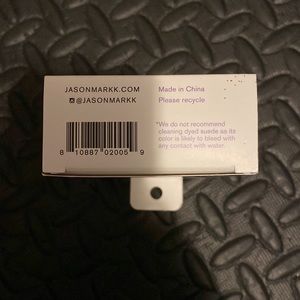 JASONMARKK.COM
@JASONMARKK
8 10887 02005 9
Made in China
Please recycle
*We do not recommend
cleaning dyed suede as its
color is likely to bleed with
any contact with water.